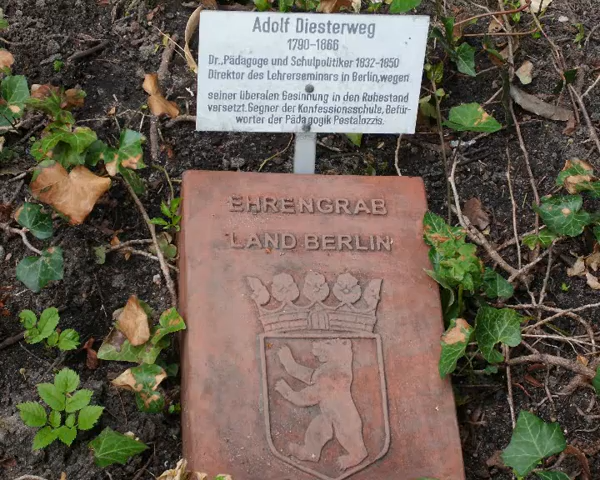 Adolf Diesterweg
1790-1866
Dr., Pädagoge und Schulpolitiker 1832-1850
Direktor des Lehrerseminars in Berlin, wegen
seiner liberalen Gesinnung in den Ruhestand
versetzt. Gegner der Konfessionsschule, Befür-
worter der Pädagogik Pestalozzis.
EHRENGRAB
LAND BERLIN